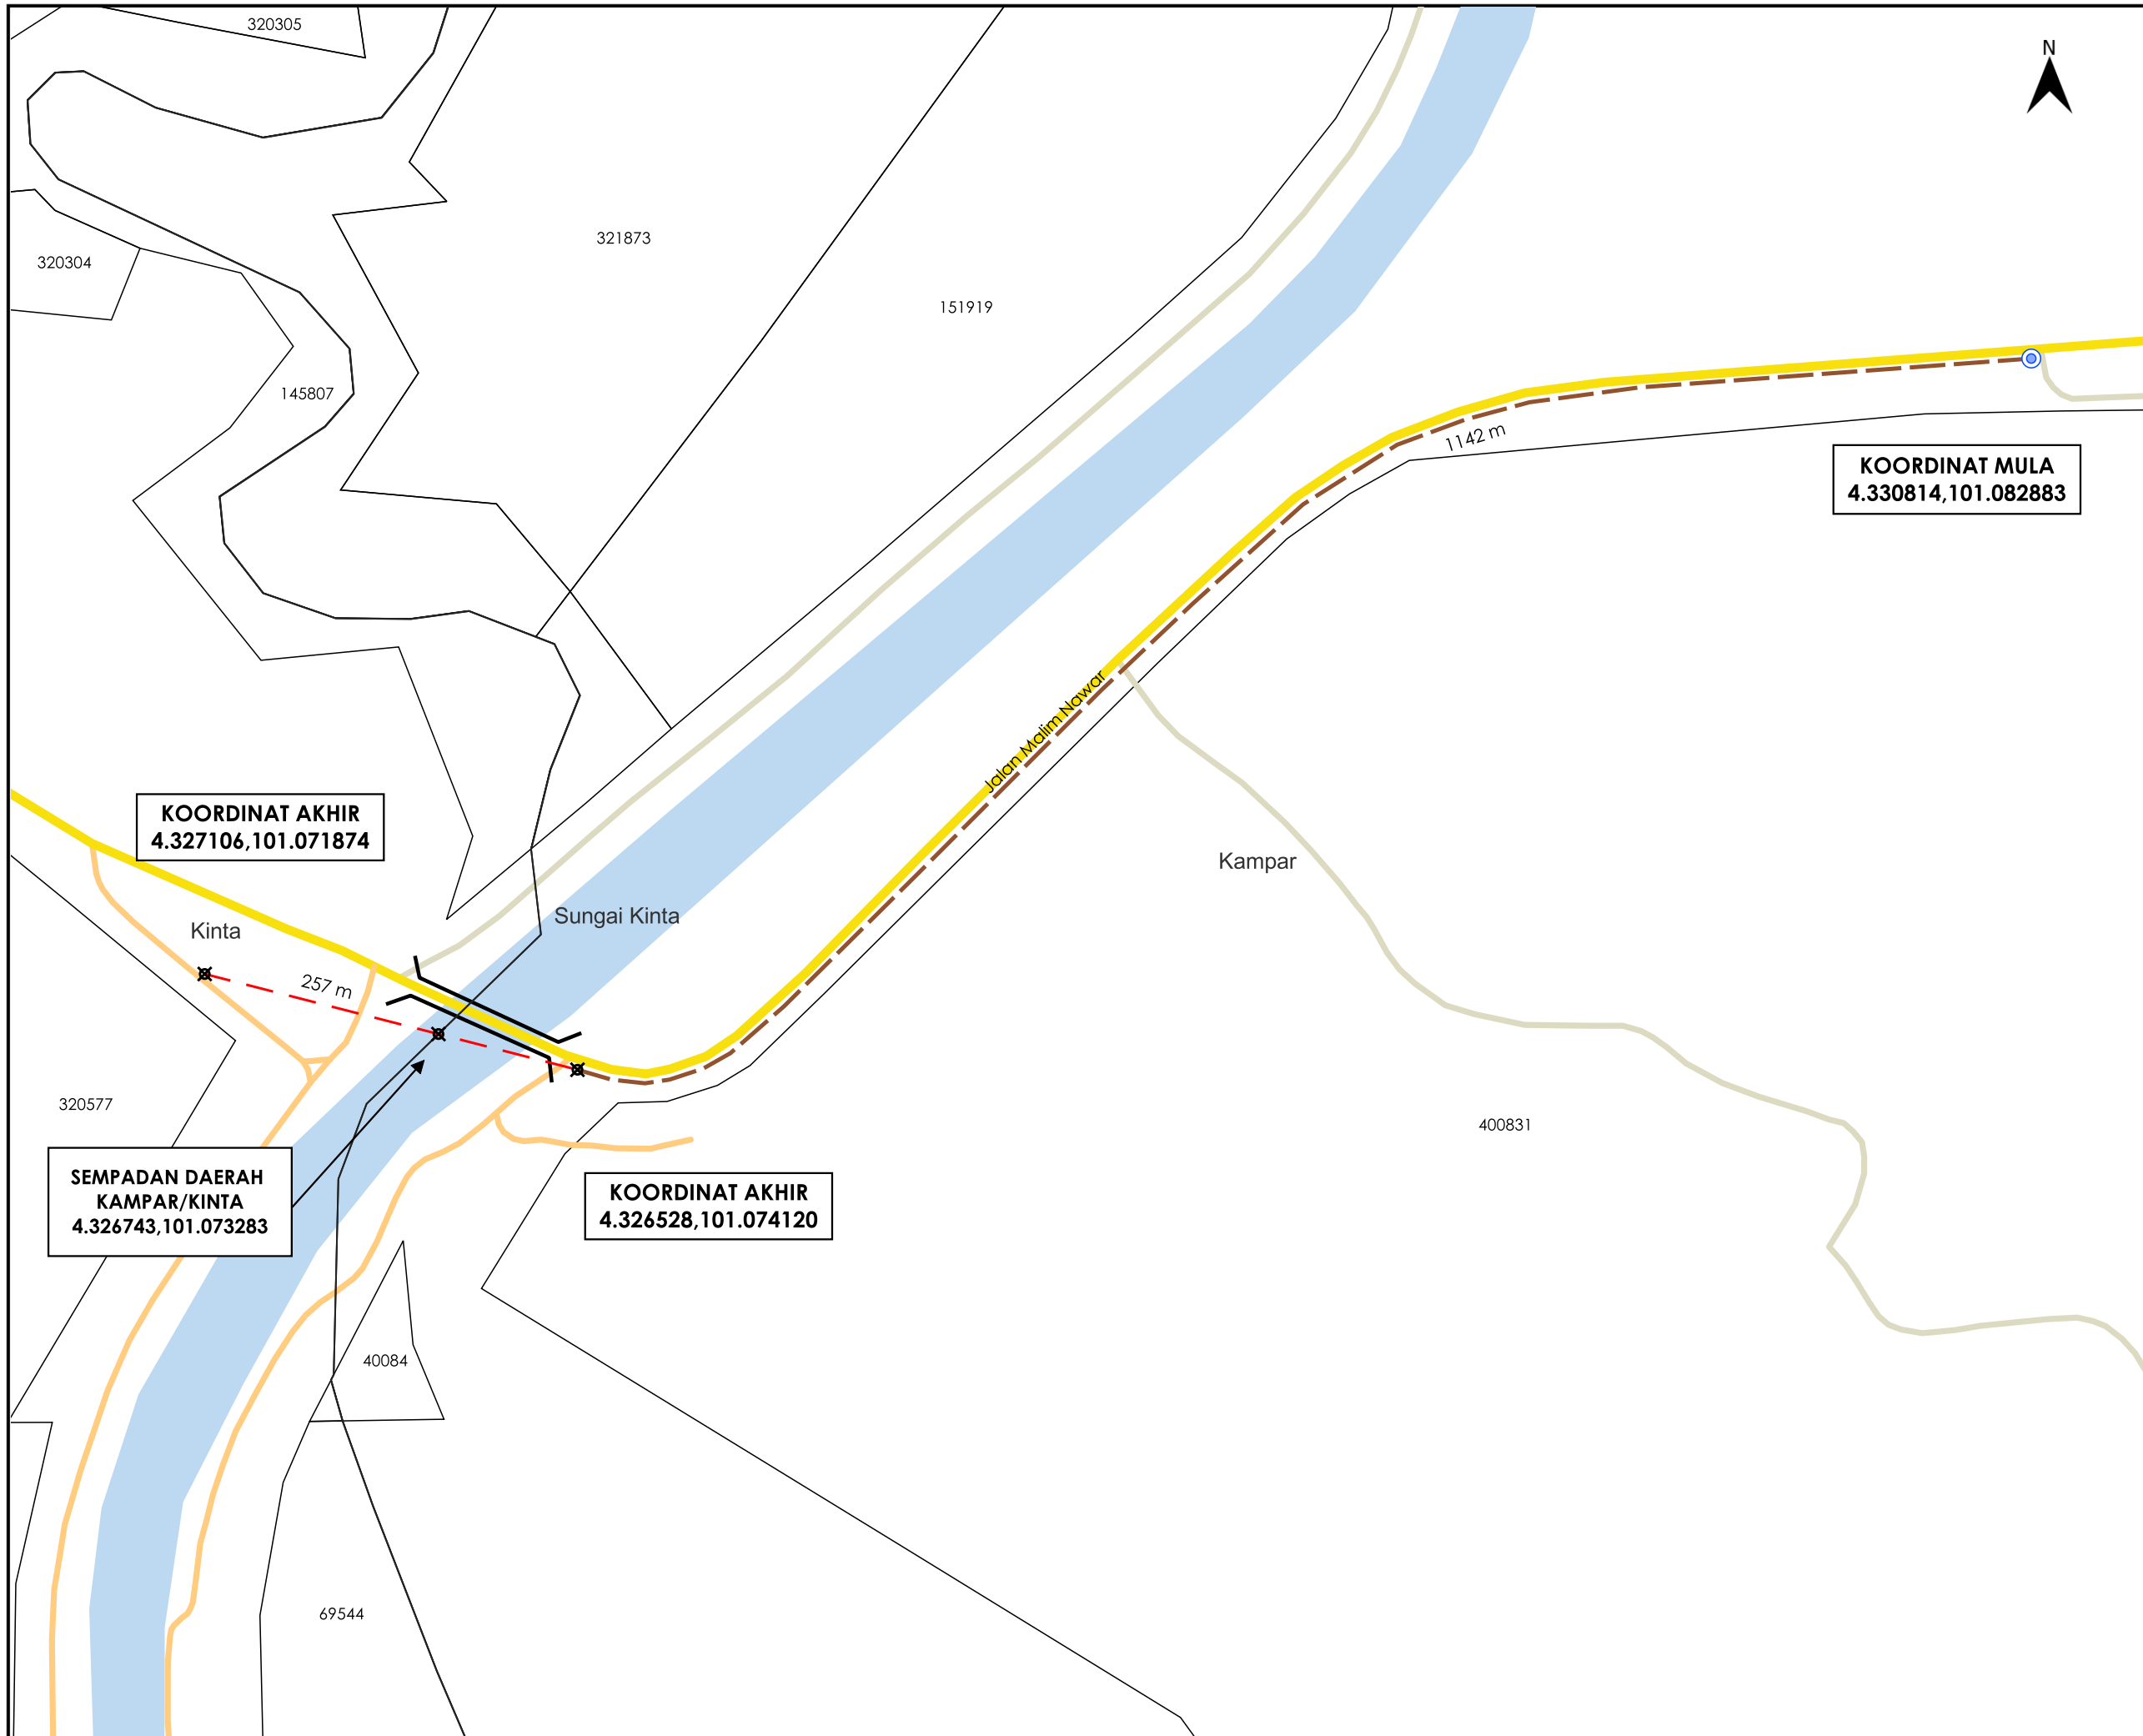 320305
N
321873
320304
151919
145807
1142 m
KOORDINAT MULA
4.330814,101.082883
Jalan Malim Nawar
KOORDINAT AKHIR
4.327106,101.071874
Kampar
Sungai Kinta
Kinta
257 m
320577
400831
SEMPADAN DAERAH
KAMPAR/KINTA
4.326743,101.073283
KOORDINAT AKHIR
4.326528,101.074120
40084
69544